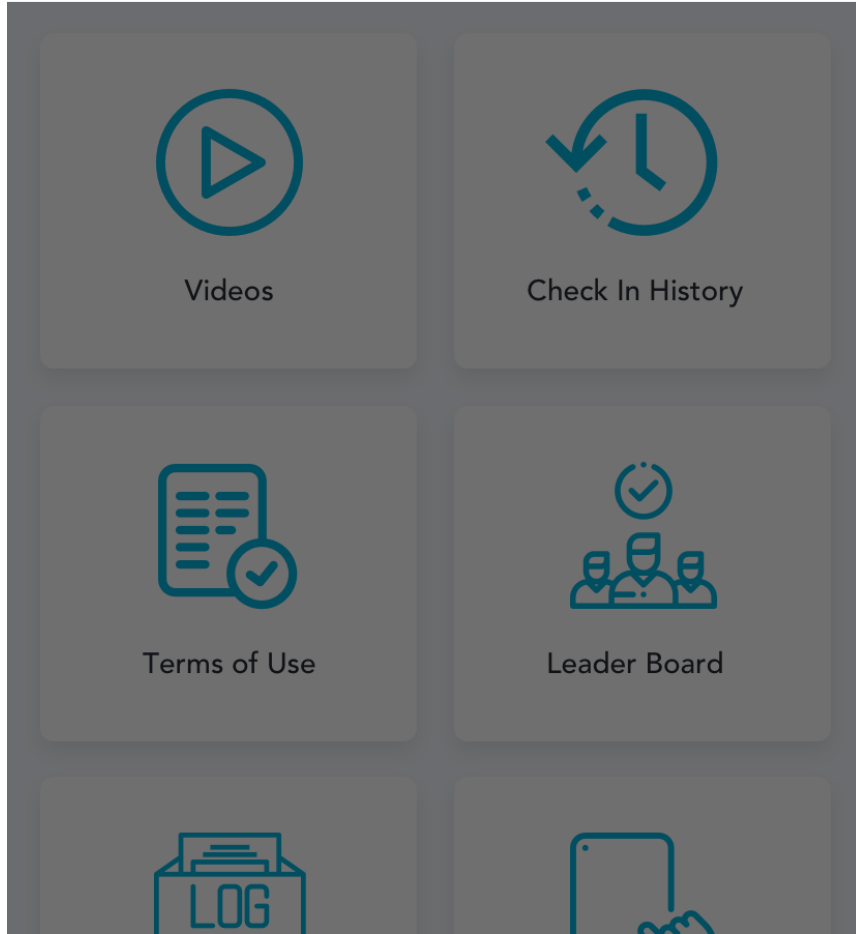 Videos
Check In History
Terms of Use
Leader Board
LOG